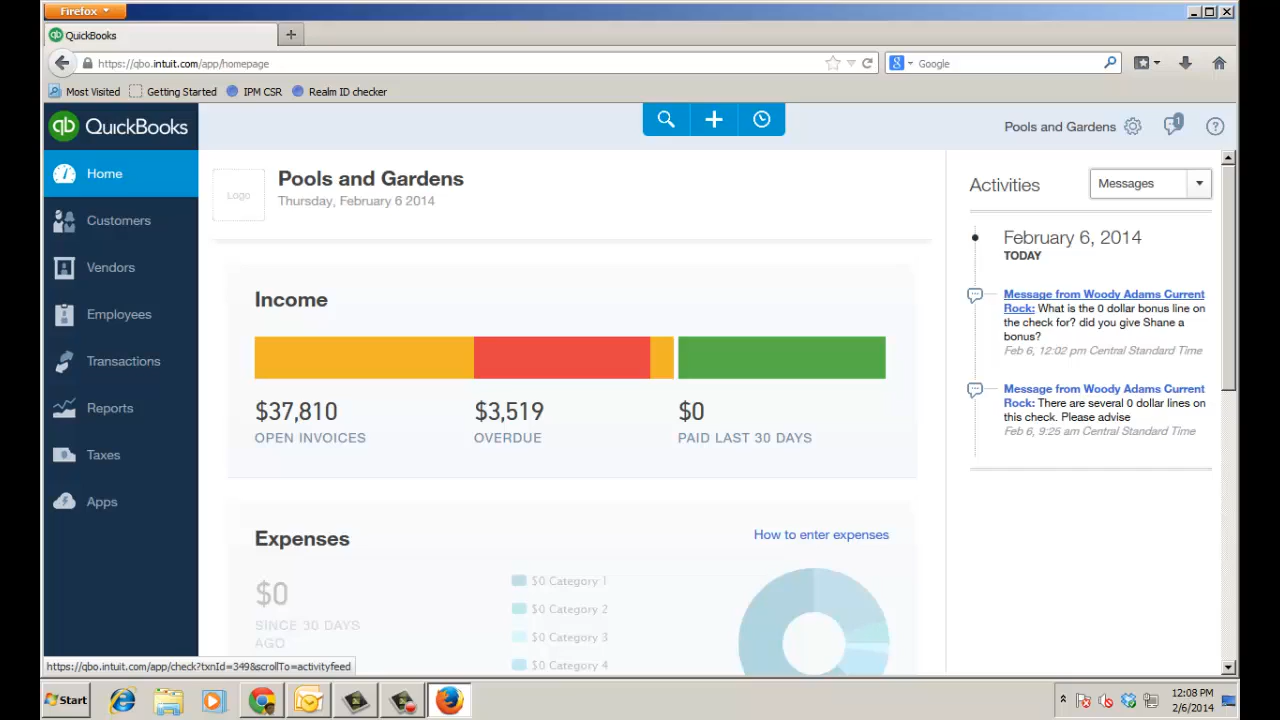 Firefox
QuickBooks
https://qbo.intuit.com/app/homepage
Google
Most Visited Getting Started IPM CSR Realm ID checker
qb QuickBooks
Pools and Gardens
1
Home
Customers
Vendors
Employees
Transactions
Reports
Taxes
Apps
Logo
Pools and Gardens
Thursday, February 6 2014
Income
$37,810
OPEN INVOICES
$3,519
OVERDUE
$0
PAID LAST 30 DAYS
Expenses
How to enter expenses
$0
SINCE 30 DAYS
AGO
$0 Category 1
$0 Category 2
$0 Category 3
$0 Category 4
Activities
Messages
February 6, 2014
TODAY
Message from Woody Adams Current
Rock: What is the 0 dollar bonus line on
the check for? did you give Shane a
bonus?
Feb 6, 12:02 pm Central Standard Time
Message from Woody Adams Current
Rock: There are several 0 dollar lines on
this check. Please advise
Feb 6, 9:25 am Central Standard Time
https://qbo.intuit.com/app/check?txnId=349&scrollTo=activityfeed
Start
12:08 PM
2/6/2014